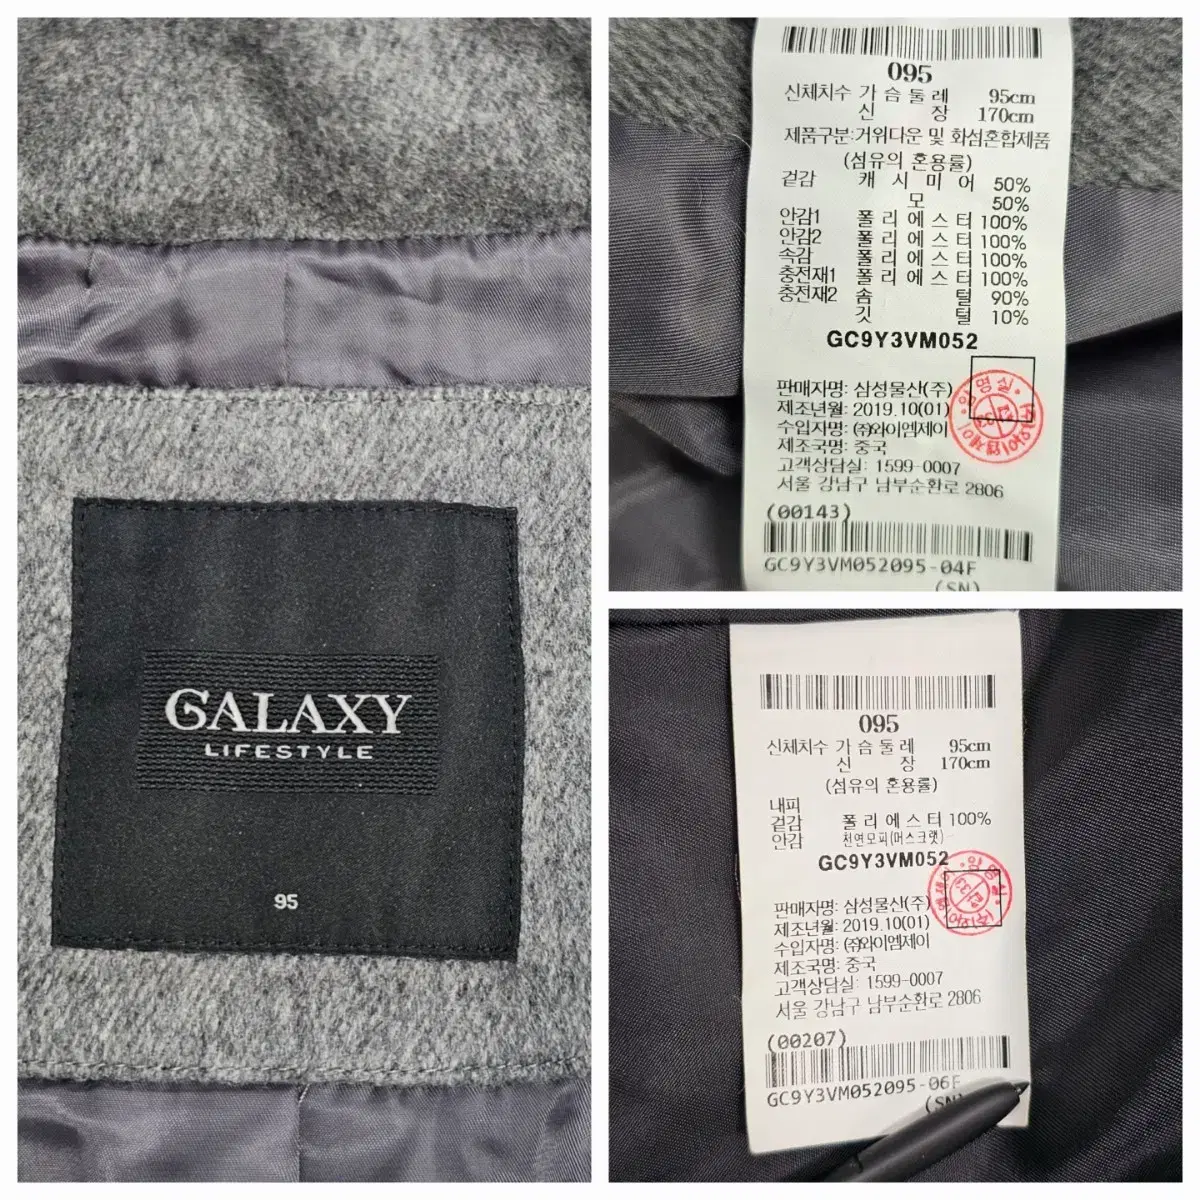 GALAXY
LIFESTYLE
95
095
신체치수 가슴둘레 95cm
신장 170cm
제품구분:거위다운 및 화섬혼합제품
(섬유의 혼용률)
겉감 캐시미어 50%
모 50%
안감1 폴리에스터 100%
안감2 폴리에스터 100%
속감 폴리에스터 100%
충전재1 폴리에스터 100%
충전재2 솜털 90%
깃털 10%
GC9Y3VM052
판매자명: 삼성물산(주)
제조년월: 2019.10(01)
수입자명: ㈜와이엠제이
제조국명: 중국
고객상담실: 1599-0007
서울 강남구 남부순환로 2806
(00143)
GC9Y3VM052095-04F
(SN)
095
신체치수 가슴둘레 95cm
신장 170cm
(섬유의 혼용률)
내피
겉감 폴리에스터 100%
안감 천연모피(머스크랫)
GC9Y3VM052
판매자명: 삼성물산(주)
제조년월: 2019.10(01)
수입자명: ㈜와이엠제이
제조국명: 중국
고객상담실: 1599-0007
서울 강남구 남부순환로 2806
(00207)
GC9Y3VM052095-06F
(SN)